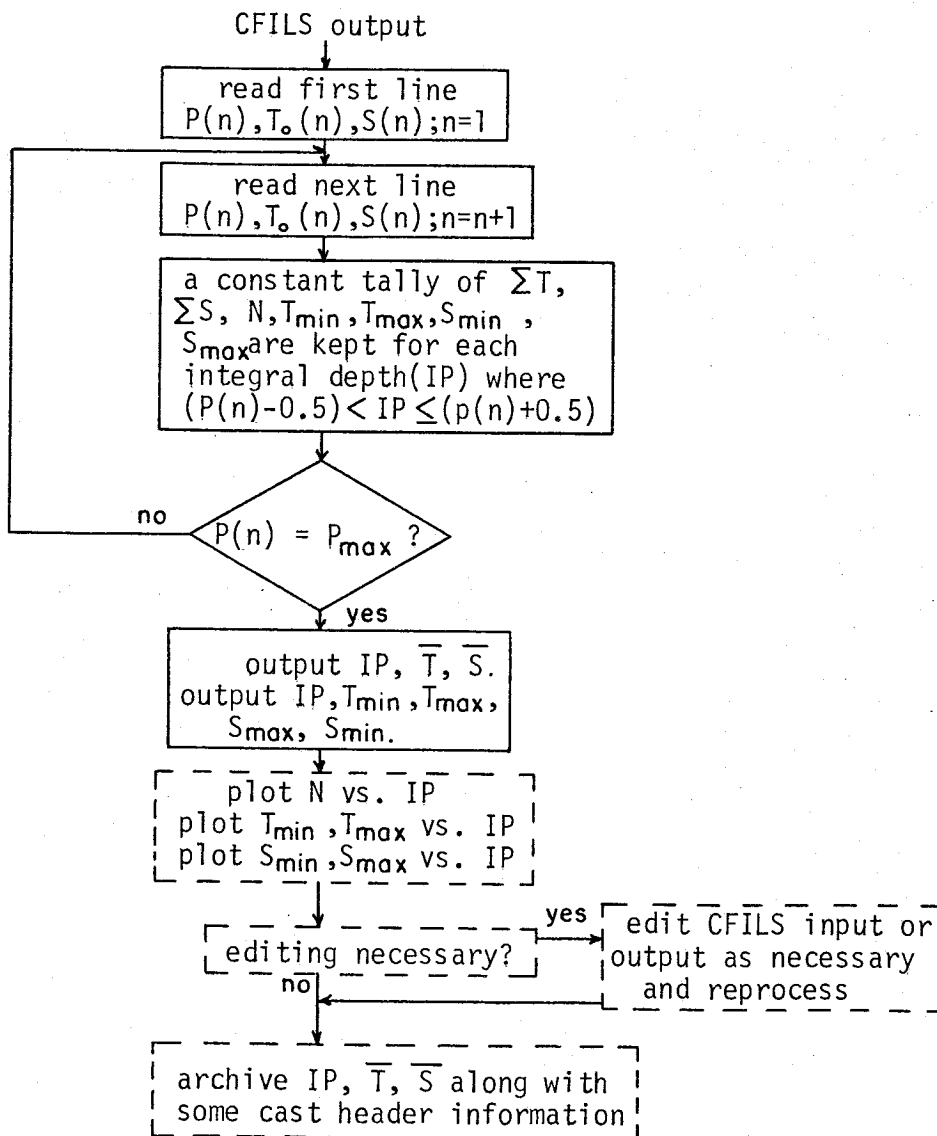 CFILS output
read first line
P(n),T₀(n),S(n);n=1
read next line
P(n),T₀(n),S(n);n=n+1
a constant tally of ΣT,
ΣS, N,Tmin,Tmax,Smin,
Smax are kept for each
integral depth(IP) where
(P(n)-0.5)< IP ≤(p(n)+0.5)
no
P(n) = Pmax ?
yes
output IP, T̅, S̅.
output IP,Tmin,Tmax,
Smax, Smin.
plot N vs. IP
plot Tmin,Tmax vs. IP
plot Smin,Smax vs. IP
editing necessary?
yes
edit CFILS input or
output as necessary
and reprocess
no
archive IP, T̅, S̅ along with
some cast header information